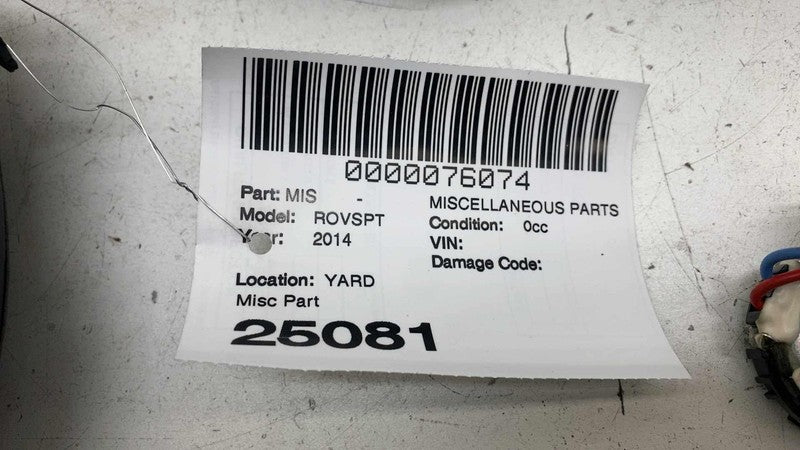 0000076074
Part: MIS - MISCELLANEOUS PARTS
Model: ROVSPT Condition: 0cc
Year: 2014 VIN:
Damage Code:
Location: YARD
Misc Part
25081